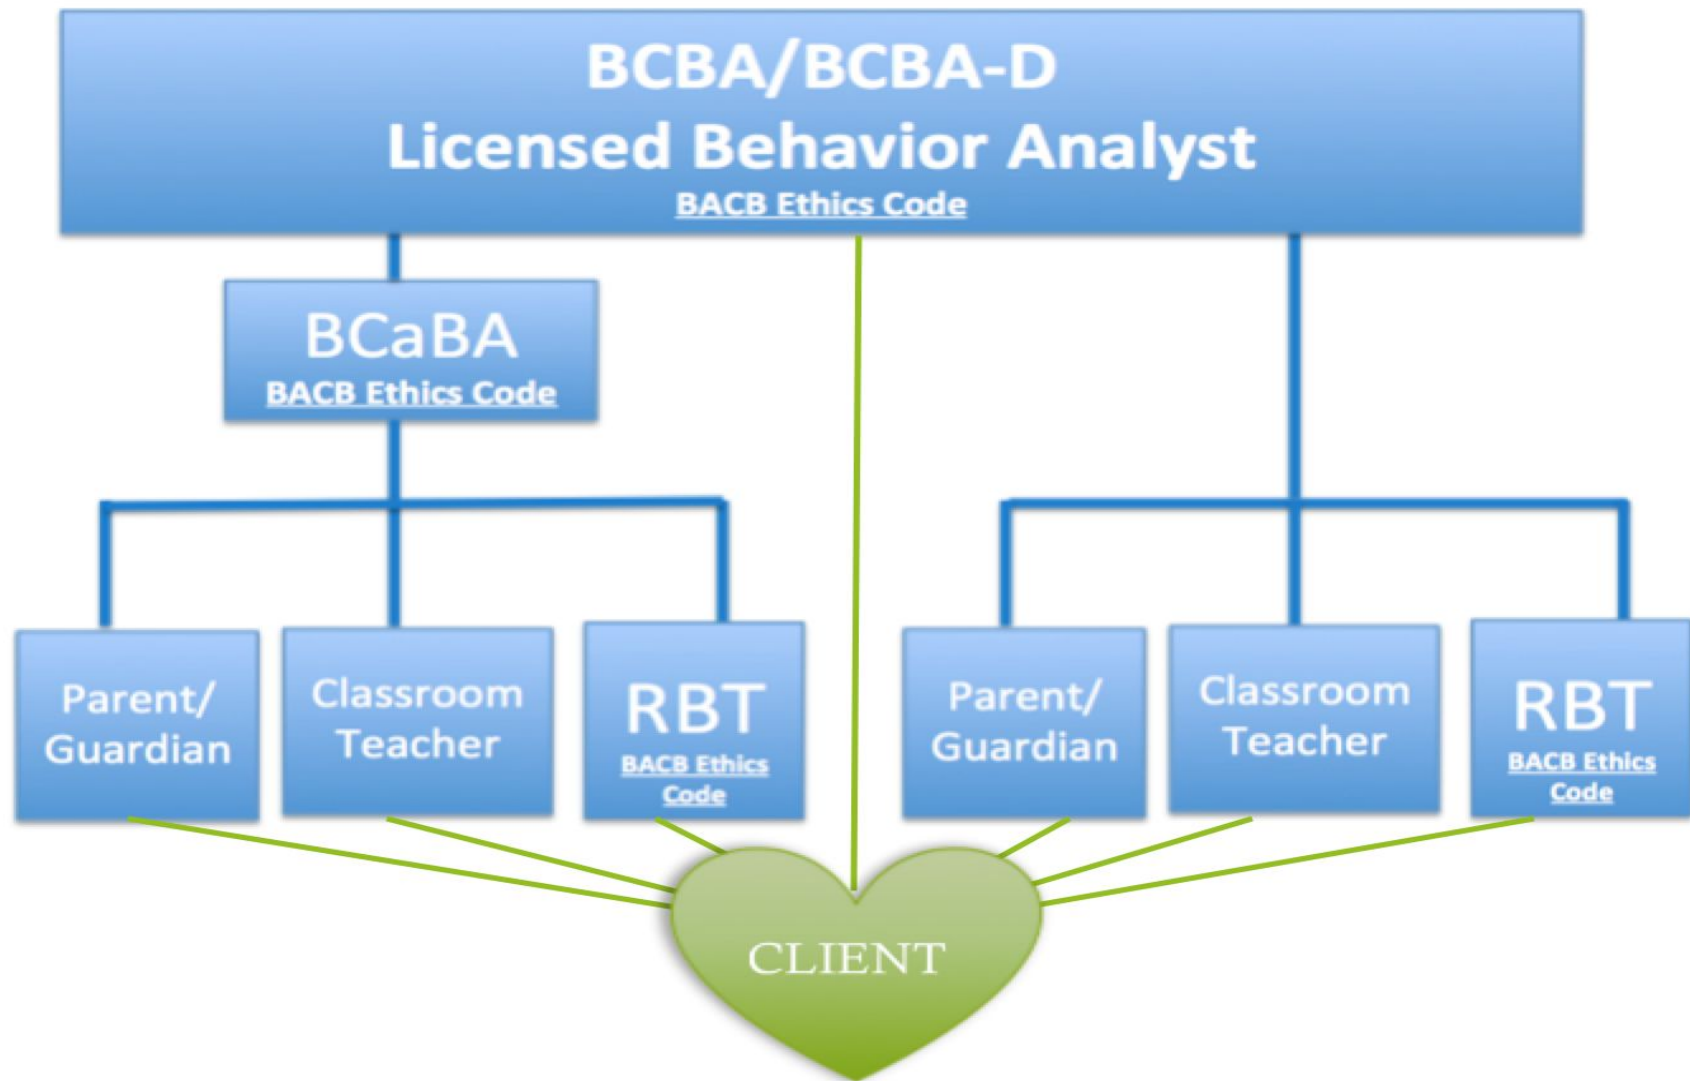 BCBA/BCBA-D
Licensed Behavior Analyst
BACB Ethics Code
BCaBA
BACB Ethics Code
Parent/
Guardian
Classroom
Teacher
RBT
BACB Ethics
Code
Parent/
Guardian
Classroom
Teacher
RBT
BACB Ethics
Code
CLIENT